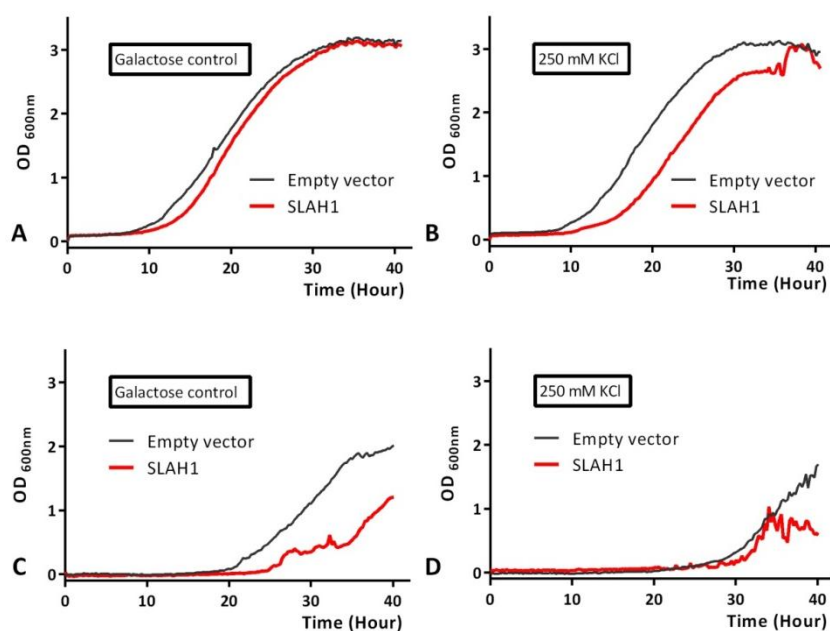 Galactose control
3
2
1
0
OD 600nm
Empty vector
SLAH1
A
0 10 20 30 40
Time (Hour)
250 mM KCl
3
2
1
0
OD 600nm
Empty vector
SLAH1
B
0 10 20 30 40
Time (Hour)
Galactose control
3
2
1
0
OD 600nm
Empty vector
SLAH1
C
0 10 20 30 40
Time (Hour)
250 mM KCl
3
2
1
0
OD 600nm
Empty vector
SLAH1
D
0 10 20 30 40
Time (Hour)